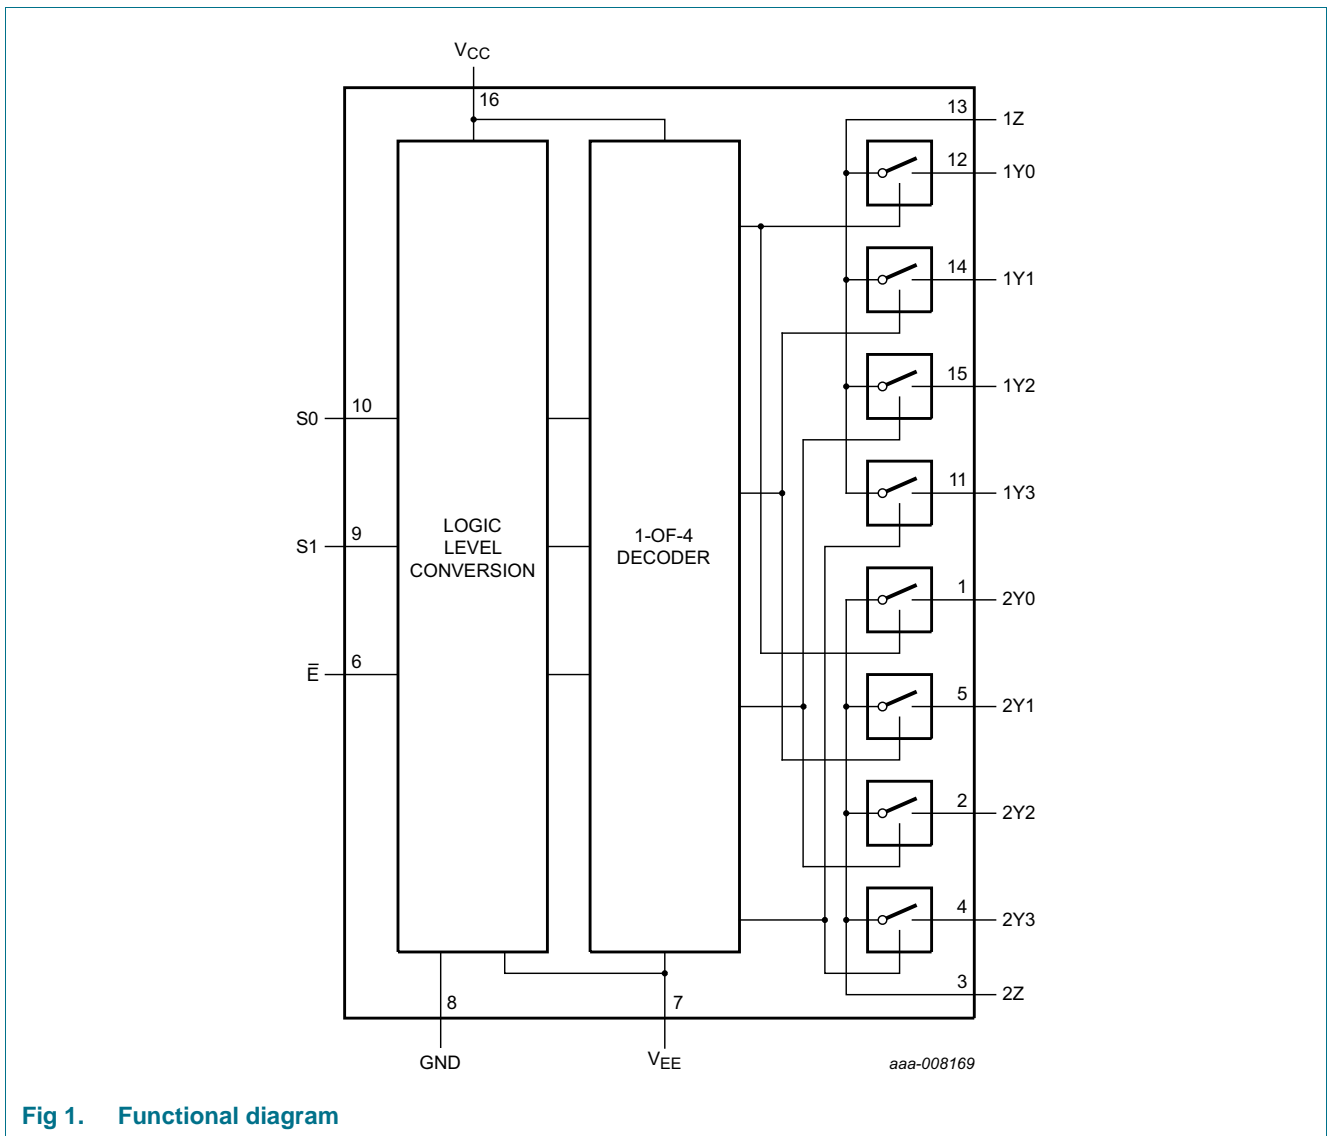 VCC
16
13 1Z
12 1Y0
14 1Y1
15 1Y2
S0 10
11 1Y3
S1 9
LOGIC
LEVEL
CONVERSION
1-OF-4
DECODER
1 2Y0
E̅ 6
5 2Y1
2 2Y2
4 2Y3
3 2Z
8
7
GND
VEE
aaa-008169
Fig 1. Functional diagram